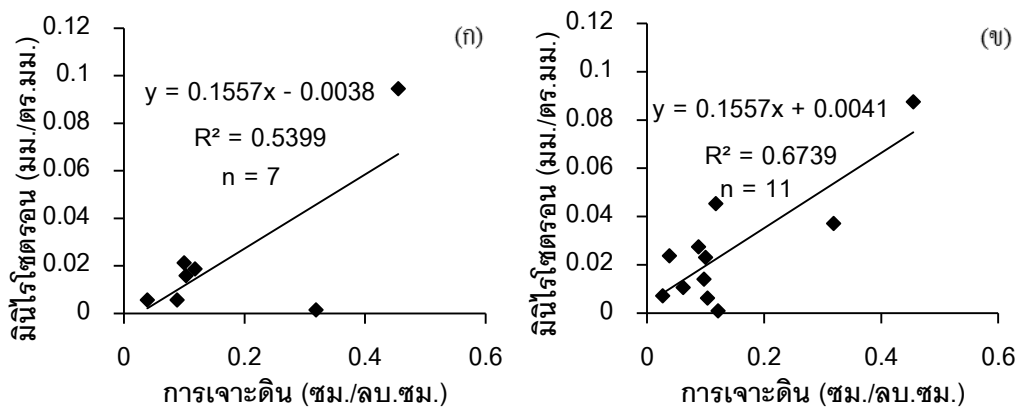 (ก)
มินิไรโซตรอน (มม./ตร.มม.)
0.12
0.1
0.08
0.06
0.04
0.02
0
y = 0.1557x - 0.0038
R² = 0.5399
n = 7
0 0.2 0.4 0.6
การเจาะดิน (ซม./ลบ.ซม.)
(ข)
มินิไรโซตรอน (มม./ตร.มม.)
0.12
0.1
0.08
0.06
0.04
0.02
0
y = 0.1557x + 0.0041
R² = 0.6739
n = 11
0 0.2 0.4 0.6
การเจาะดิน (ซม./ลบ.ซม.)